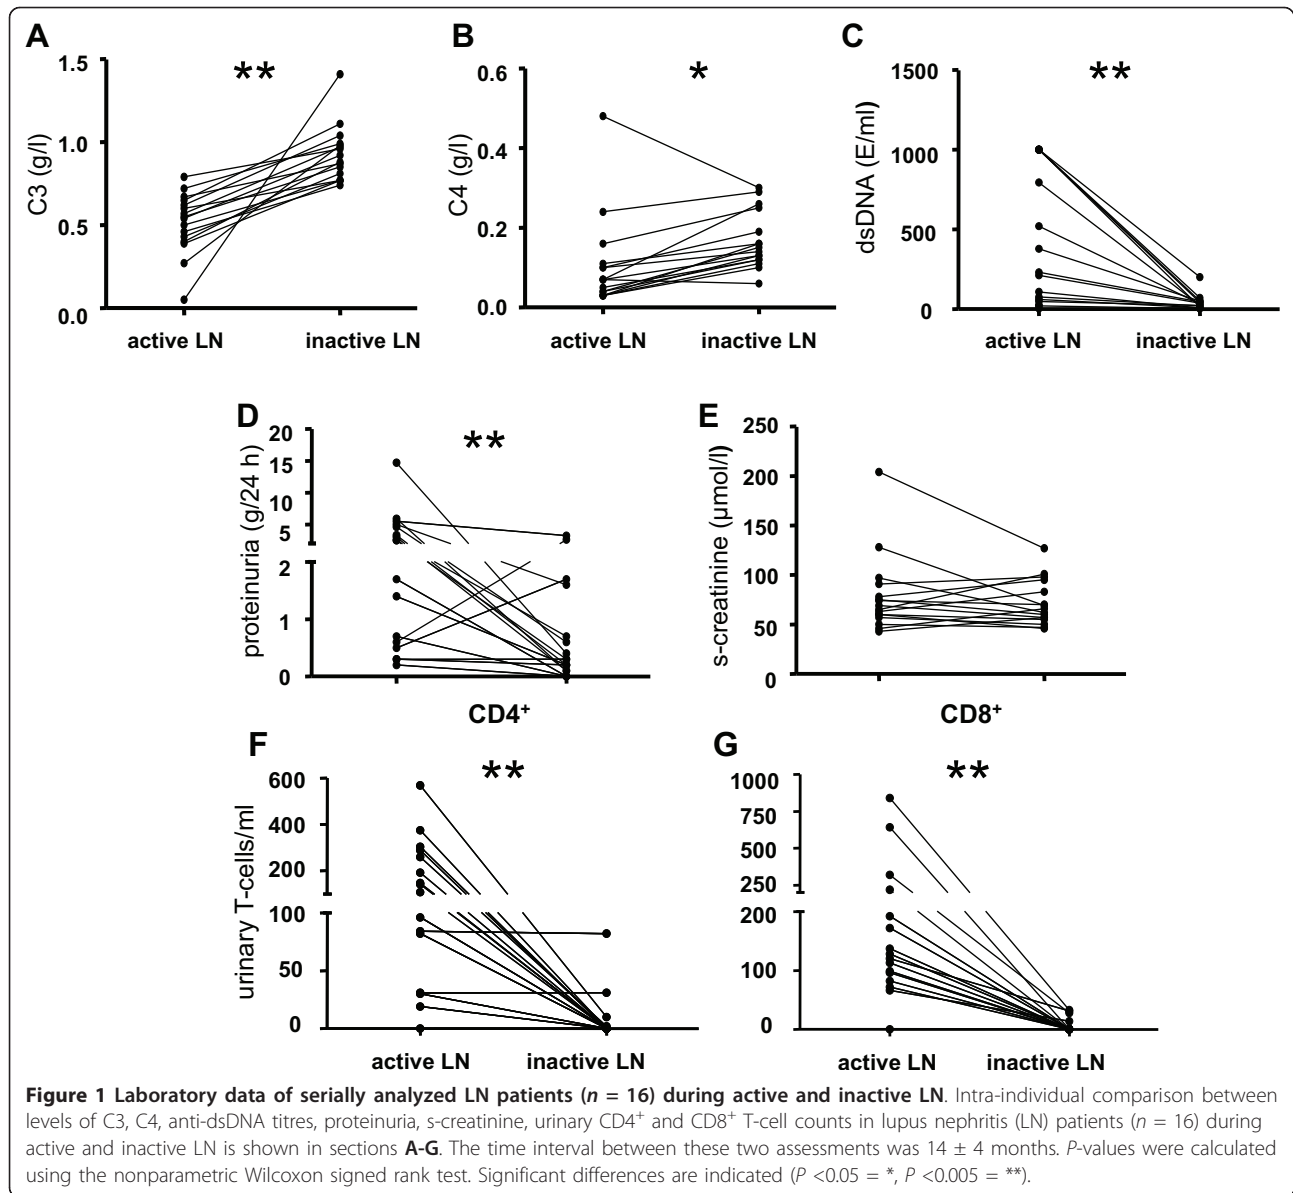 A
B
C
**
*
**
1.5
1.0
0.5
0.0
C3 (g/l)
active LN
inactive LN
0.6
0.4
0.2
0.0
C4 (g/l)
active LN
inactive LN
1500
1000
500
0
dsDNA (E/ml)
active LN
inactive LN
D
E
**
20
15
10
5
2
1
0
proteinuria (g/24 h)
250
200
150
100
50
0
s-creatinine (µmol/l)
CD4⁺
CD8⁺
F
G
**
**
600
400
200
100
50
0
urinary T-cells/ml
active LN
inactive LN
1000
750
500
250
200
100
0
active LN
inactive LN
Figure 1 Laboratory data of serially analyzed LN patients (n = 16) during active and inactive LN. Intra-individual comparison between
levels of C3, C4, anti-dsDNA titres, proteinuria, s-creatinine, urinary CD4⁺ and CD8⁺ T-cell counts in lupus nephritis (LN) patients (n = 16) during
active and inactive LN is shown in sections A-G. The time interval between these two assessments was 14 ± 4 months. P-values were calculated
using the nonparametric Wilcoxon signed rank test. Significant differences are indicated (P <0.05 = *, P <0.005 = **).